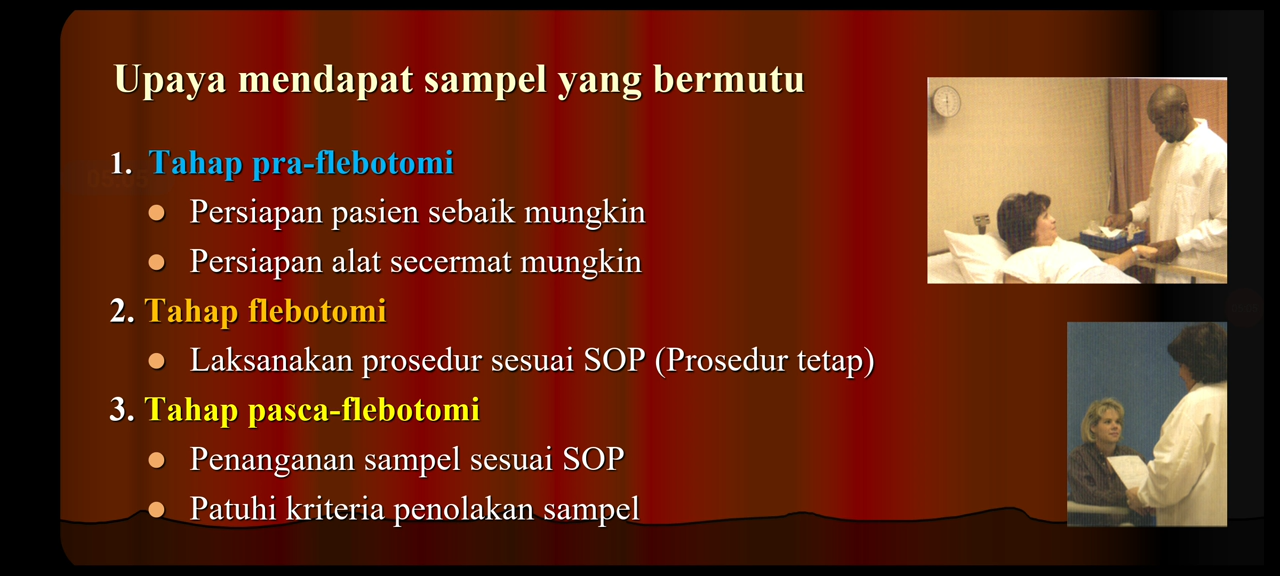 Upaya mendapat sampel yang bermutu
1. Tahap pra-flebotomi
● Persiapan pasien sebaik mungkin
● Persiapan alat secermat mungkin
2. Tahap flebotomi
● Laksanakan prosedur sesuai SOP (Prosedur tetap)
3. Tahap pasca-flebotomi
● Penanganan sampel sesuai SOP
● Patuhi kriteria penolakan sampel